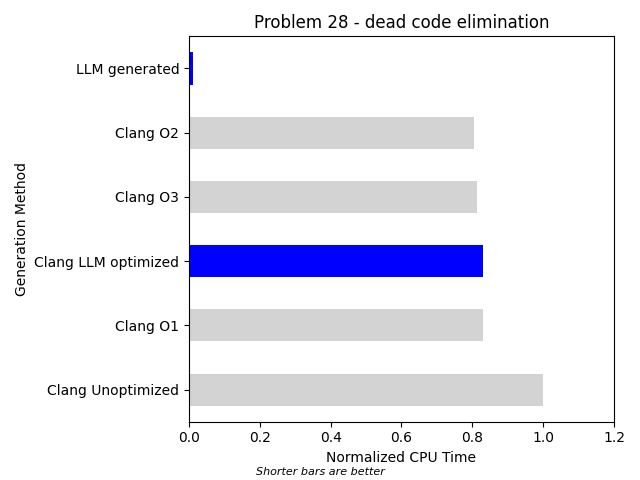 Problem 28 - dead code elimination
LLM generated
Clang O2
Clang O3
Clang LLM optimized
Clang O1
Clang Unoptimized
Generation Method
0.0 0.2 0.4 0.6 0.8 1.0 1.2
Normalized CPU Time
Shorter bars are better